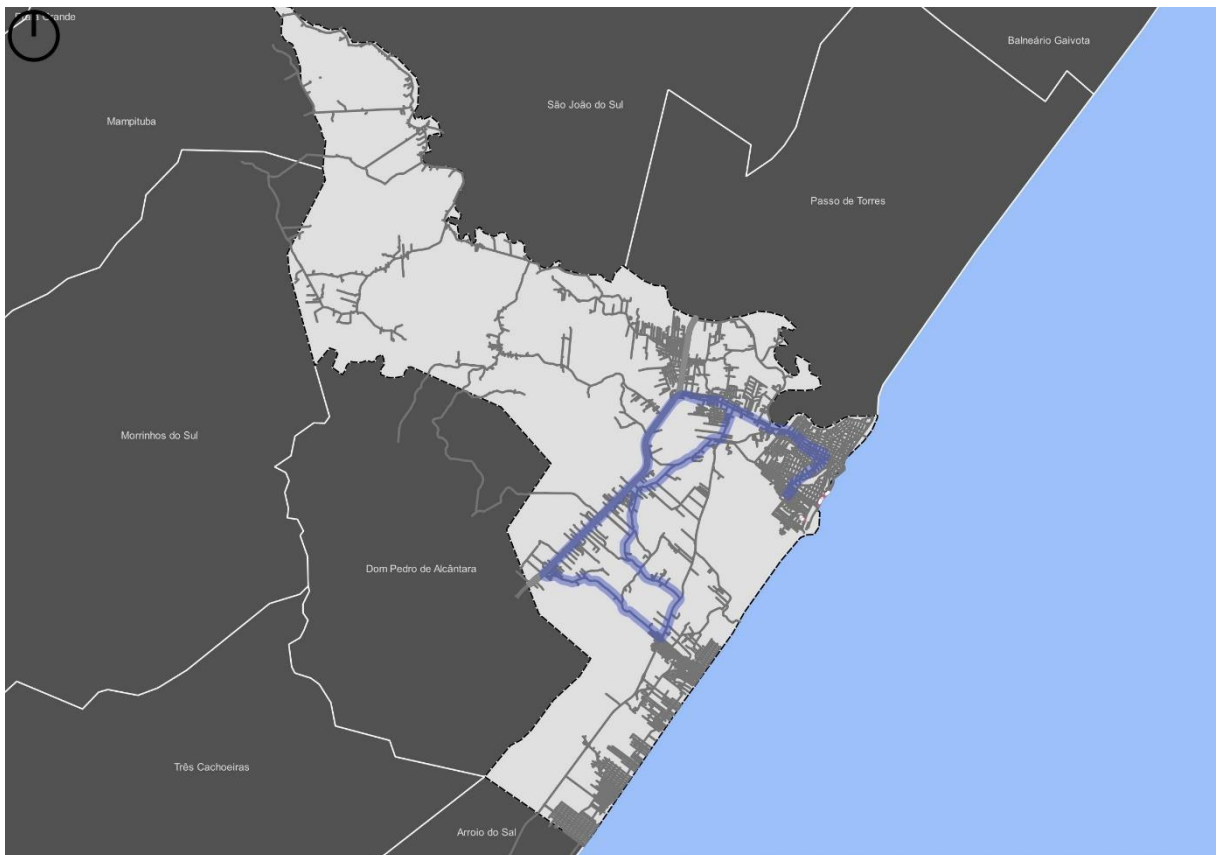 Balneário Gaivota
São João do Sul
Mampituba
Passo de Torres
Morrinhos do Sul
Dom Pedro de Alcântara
Três Cachoeiras
Arroio do Sal